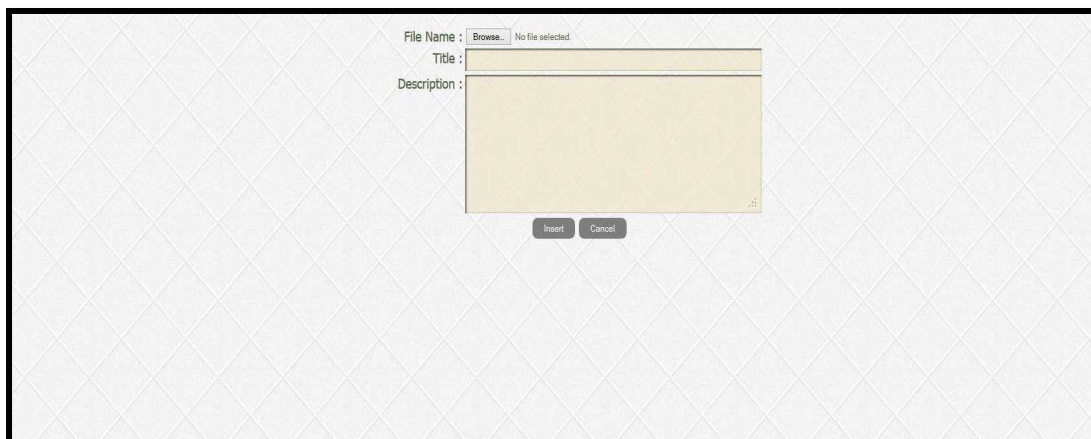 File Name : Browse.. No file selected.
Title :
Description :
Insert Cancel